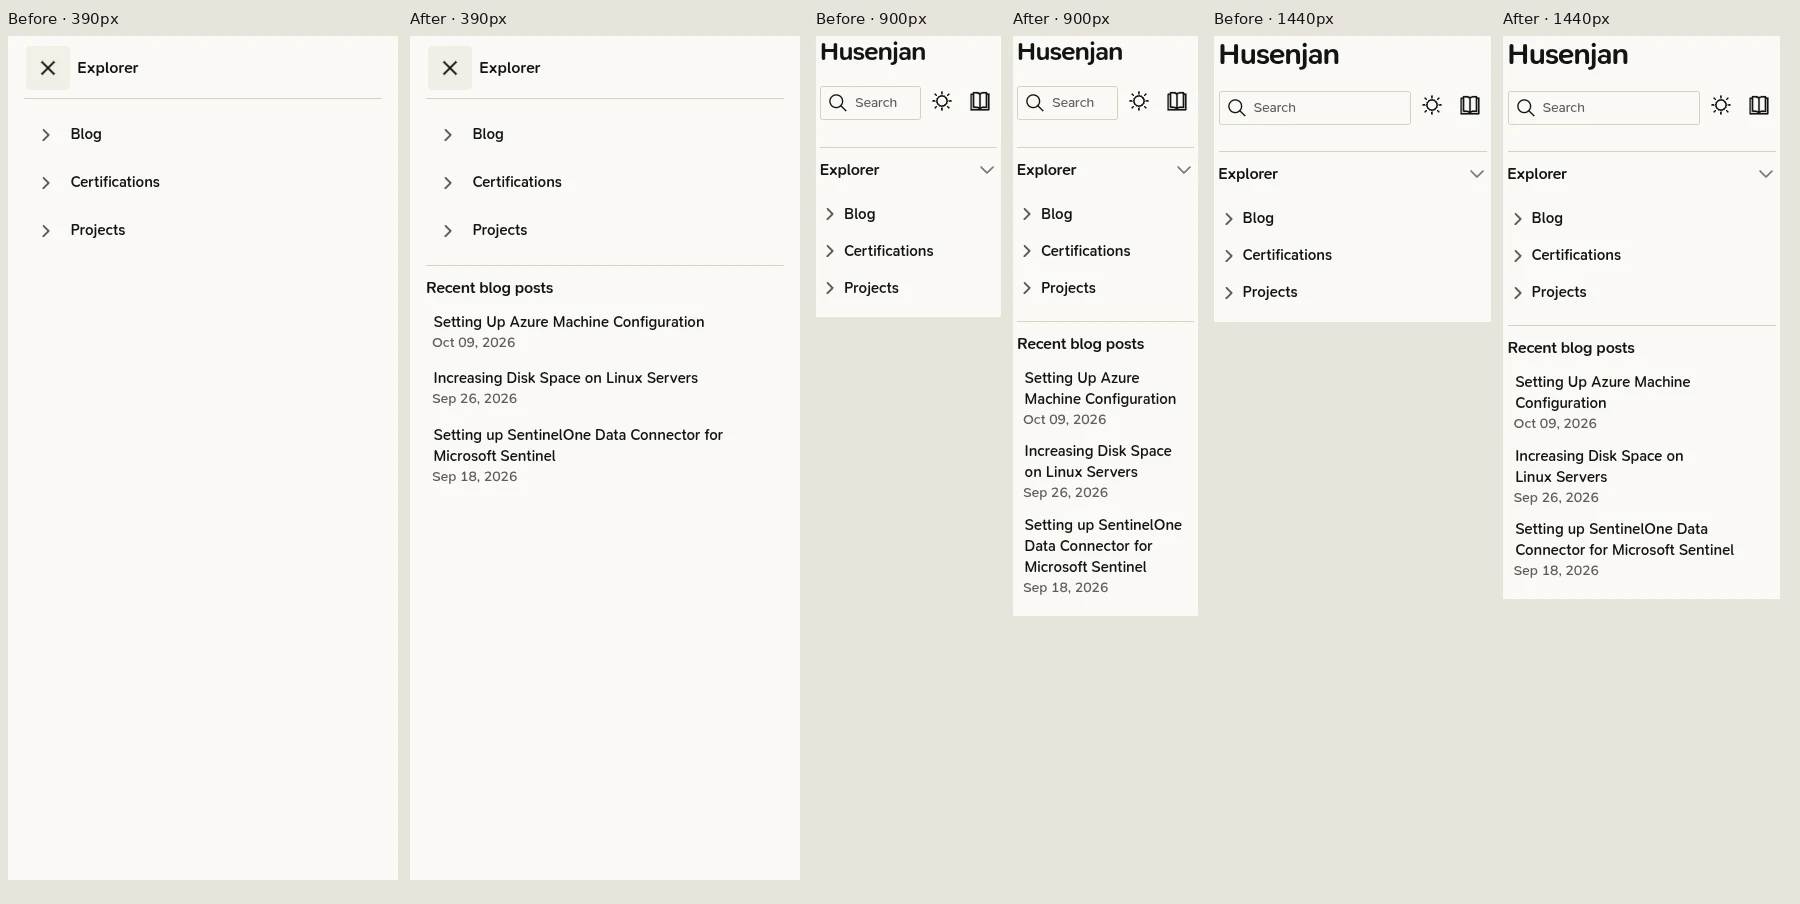 Before · 390px
Explorer
Blog
Certifications
Projects
After · 390px
Explorer
Blog
Certifications
Projects
Recent blog posts
Setting Up Azure Machine Configuration
Oct 09, 2026
Increasing Disk Space on Linux Servers
Sep 26, 2026
Setting up SentinelOne Data Connector for
Microsoft Sentinel
Sep 18, 2026
Before · 900px
Husenjan
Search
Explorer
Blog
Certifications
Projects
After · 900px
Husenjan
Search
Explorer
Blog
Certifications
Projects
Recent blog posts
Setting Up Azure
Machine Configuration
Oct 09, 2026
Increasing Disk Space
on Linux Servers
Sep 26, 2026
Setting up SentinelOne
Data Connector for
Microsoft Sentinel
Sep 18, 2026
Before · 1440px
Husenjan
Search
Explorer
Blog
Certifications
Projects
After · 1440px
Husenjan
Search
Explorer
Blog
Certifications
Projects
Recent blog posts
Setting Up Azure Machine
Configuration
Oct 09, 2026
Increasing Disk Space on
Linux Servers
Sep 26, 2026
Setting up SentinelOne Data
Connector for Microsoft Sentinel
Sep 18, 2026